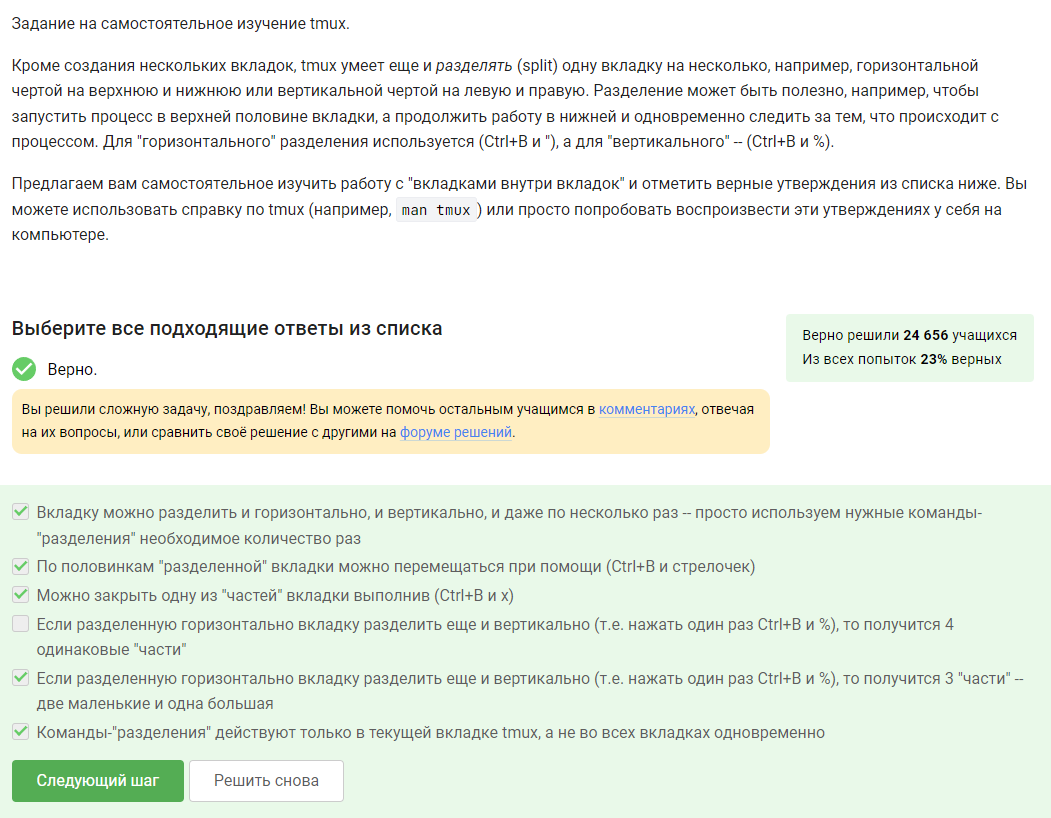 Задание на самостоятельное изучение tmux.
Кроме создания нескольких вкладок, tmux умеет еще и разделять (split) одну вкладку на несколько, например, горизонтальной
чертой на верхнюю и нижнюю или вертикальной чертой на левую и правую. Разделение может быть полезно, например, чтобы
запустить процесс в верхней половине вкладки, а продолжить работу в нижней и одновременно следить за тем, что происходит с
процессом. Для "горизонтального" разделения используется (Ctrl+B и "), а для "вертикального" -- (Ctrl+B и %).
Предлагаем вам самостоятельное изучить работу с "вкладками внутри вкладок" и отметить верные утверждения из списка ниже. Вы
можете использовать справку по tmux (например, man tmux ) или просто попробовать воспроизвести эти утверждениях у себя на
компьютере.
Выберите все подходящие ответы из списка
Верно решили 24 656 учащихся
Из всех попыток 23% верных
Верно.
Вы решили сложную задачу, поздравляем! Вы можете помочь остальным учащимся в комментариях, отвечая
на их вопросы, или сравнить своё решение с другими на форуме решений.
Вкладку можно разделить и горизонтально, и вертикально, и даже по несколько раз -- просто используем нужные команды-
"разделения" необходимое количество раз
По половинкам "разделенной" вкладки можно перемещаться при помощи (Ctrl+B и стрелочек)
Можно закрыть одну из "частей" вкладки выполнив (Ctrl+B и x)
Если разделенную горизонтально вкладку разделить еще и вертикально (т.е. нажать один раз Ctrl+B и %), то получится 4
одинаковые "части"
Если разделенную горизонтально вкладку разделить еще и вертикально (т.е. нажать один раз Ctrl+B и %), то получится 3 "части" --
две маленькие и одна большая
Команды-"разделения" действуют только в текущей вкладке tmux, а не во всех вкладках одновременно
Следующий шаг
Решить снова